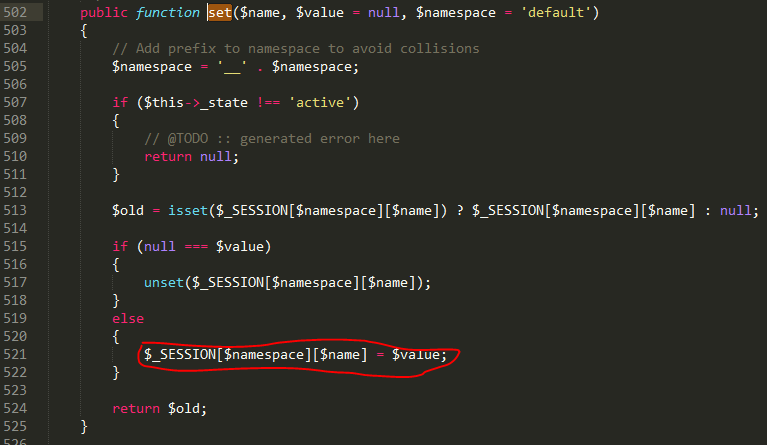 502 public function set($name, $value = null, $namespace = 'default')
503 {
504 // Add prefix to namespace to avoid collisions
505 $namespace = '__' . $namespace;
506
507 if ($this->_state !== 'active')
508 {
509 // @TODO :: generated error here
510 return null;
511 }
512
513 $old = isset($_SESSION[$namespace][$name]) ? $_SESSION[$namespace][$name] : null;
514
515 if (null === $value)
516 {
517 unset($_SESSION[$namespace][$name]);
518 }
519 else
520 {
521 $_SESSION[$namespace][$name] = $value;
522 }
523
524 return $old;
525 }
526